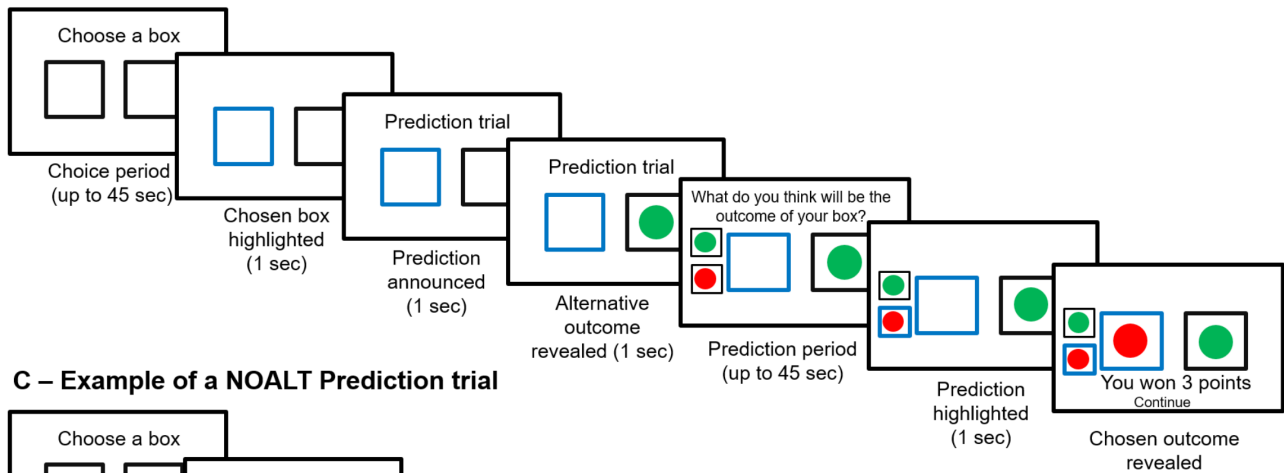 Choose a box
Choice period
(up to 45 sec)
Chosen box
highlighted
(1 sec)
Prediction trial
Prediction
announced
(1 sec)
Prediction trial
Alternative
outcome
revealed (1 sec)
What do you think will be the
outcome of your box?
Prediction period
(up to 45 sec)
Prediction
highlighted
(1 sec)
You won 3 points
Continue
Chosen outcome
revealed
C – Example of a NOALT Prediction trial
Choose a box